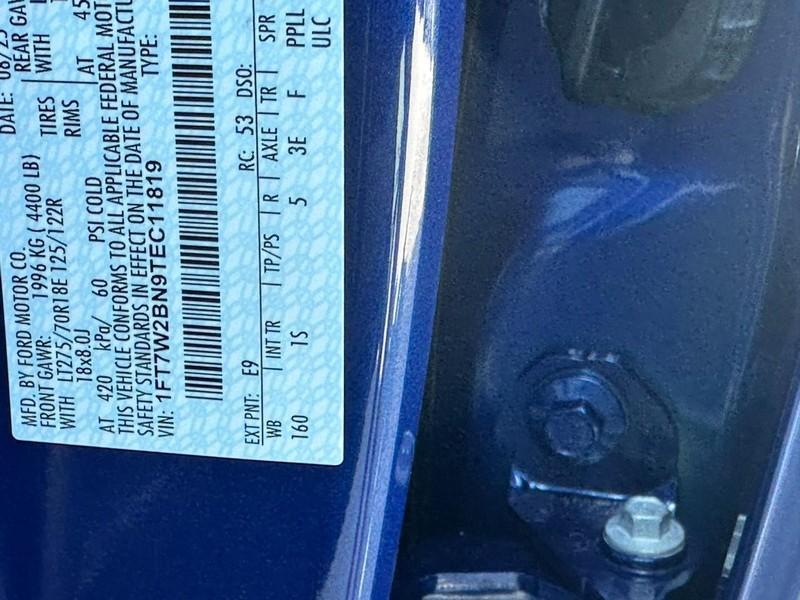 MFD. BY FORD MOTOR CO.
DATE: 08/25
FRONT GAWR: 1996 KG ( 4400 LB)
REAR GAW
WITH LT275/70R18E 125/122R TIRES
WITH
18x8.0J RIMS
AT 420 kPa/ 60 PSI COLD
AT 45
THIS VEHICLE CONFORMS TO ALL APPLICABLE FEDERAL MOT
SAFETY STANDARDS IN EFFECT ON THE DATE OF MANUFACTU
VIN: 1FT7W2BN9TEC11819
TYPE:
EXT PNT: E9 RC: 53 DSO:
WB | INT TR | TP/PS | R | AXLE | TR | SPR
160 1S 5 3E F PPLL
ULC